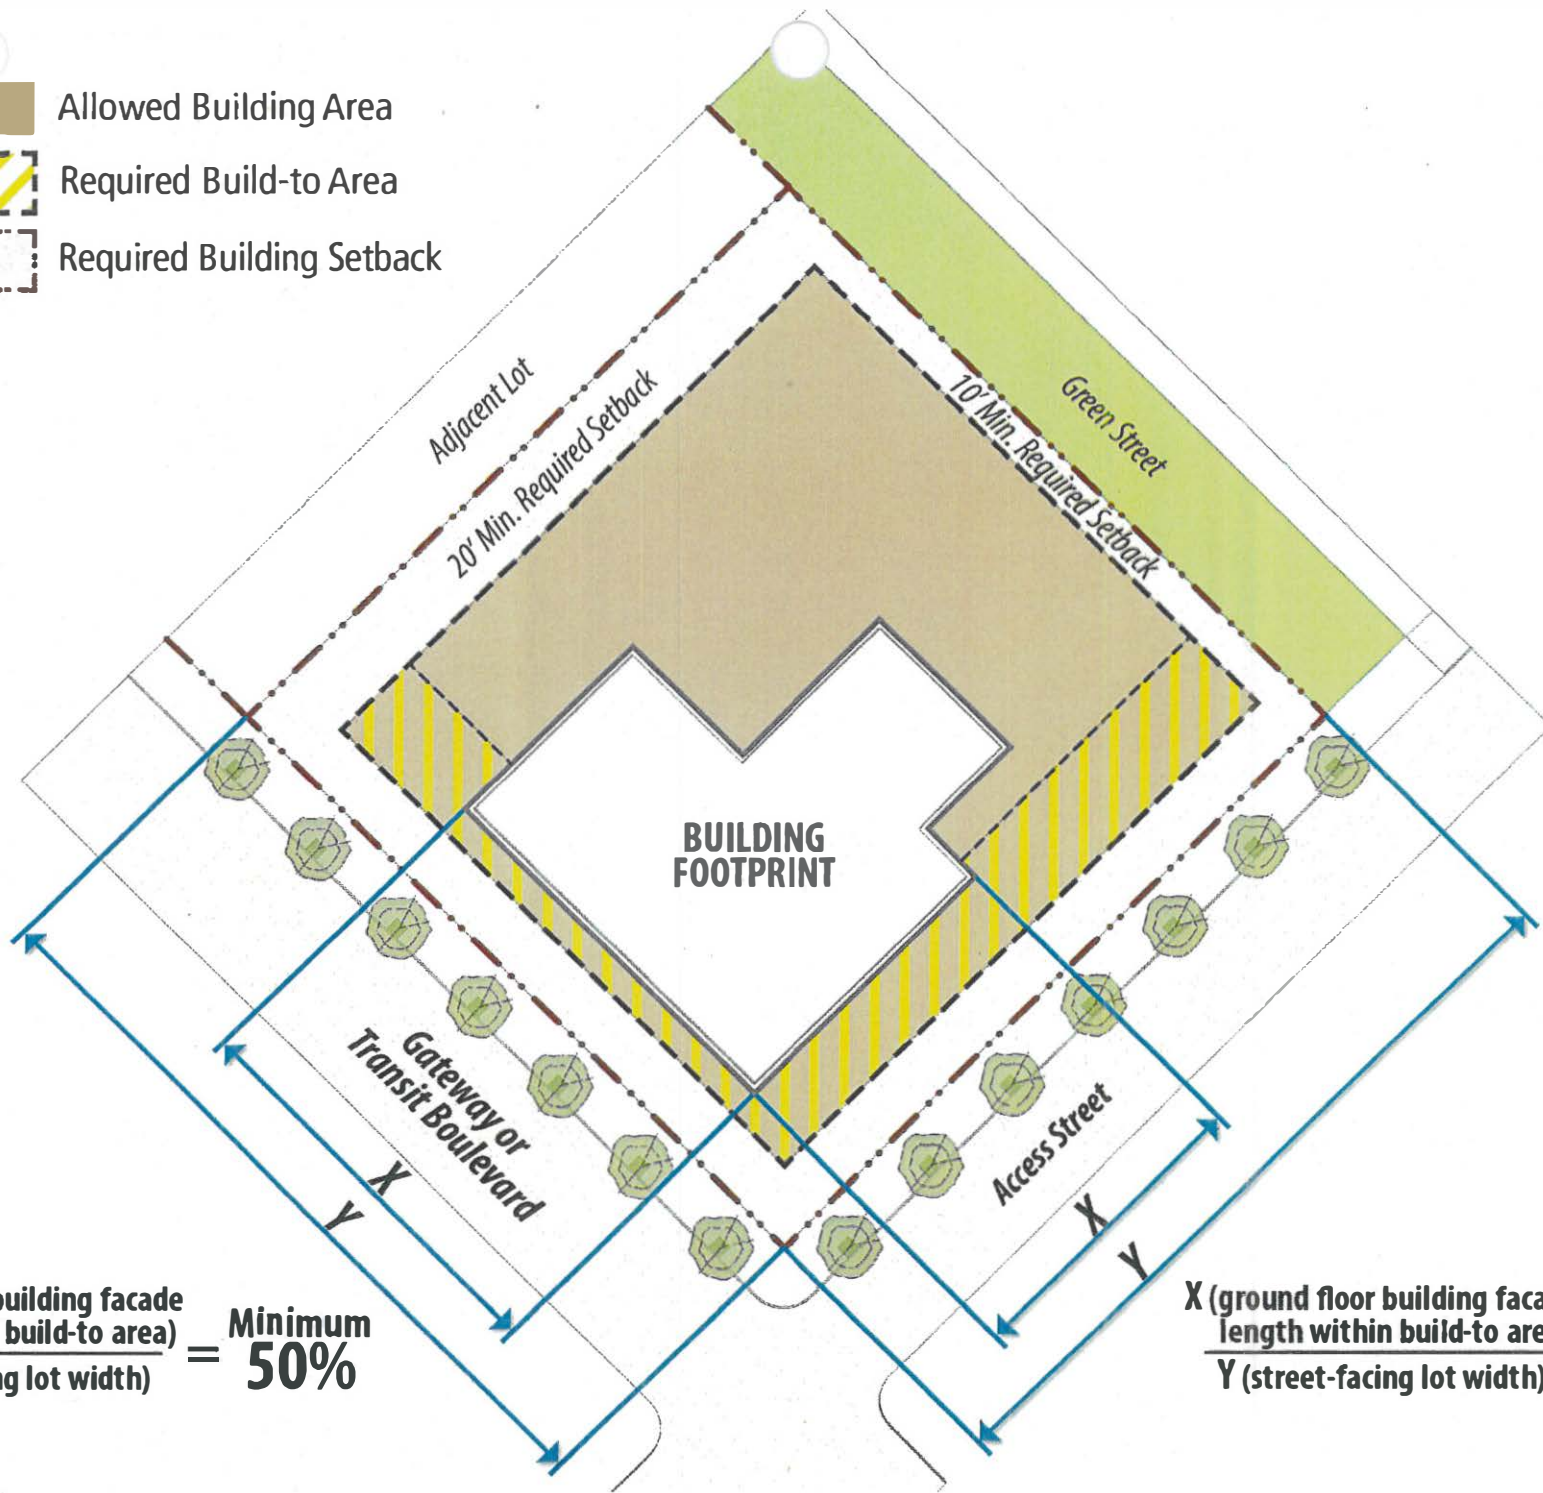 Allowed Building Area
Required Build-to Area
Required Building Setback
Adjacent Lot
20' Min. Required Setback
10' Min. Required Setback
Green Street
BUILDING
FOOTPRINT
Gateway or
Transit Boulevard
Access Street
X
Y
X
Y
building facade
build-to area)
lot width)
=
Minimum
50%
X (ground floor building
length within build-to
Y (street-facing lot width)